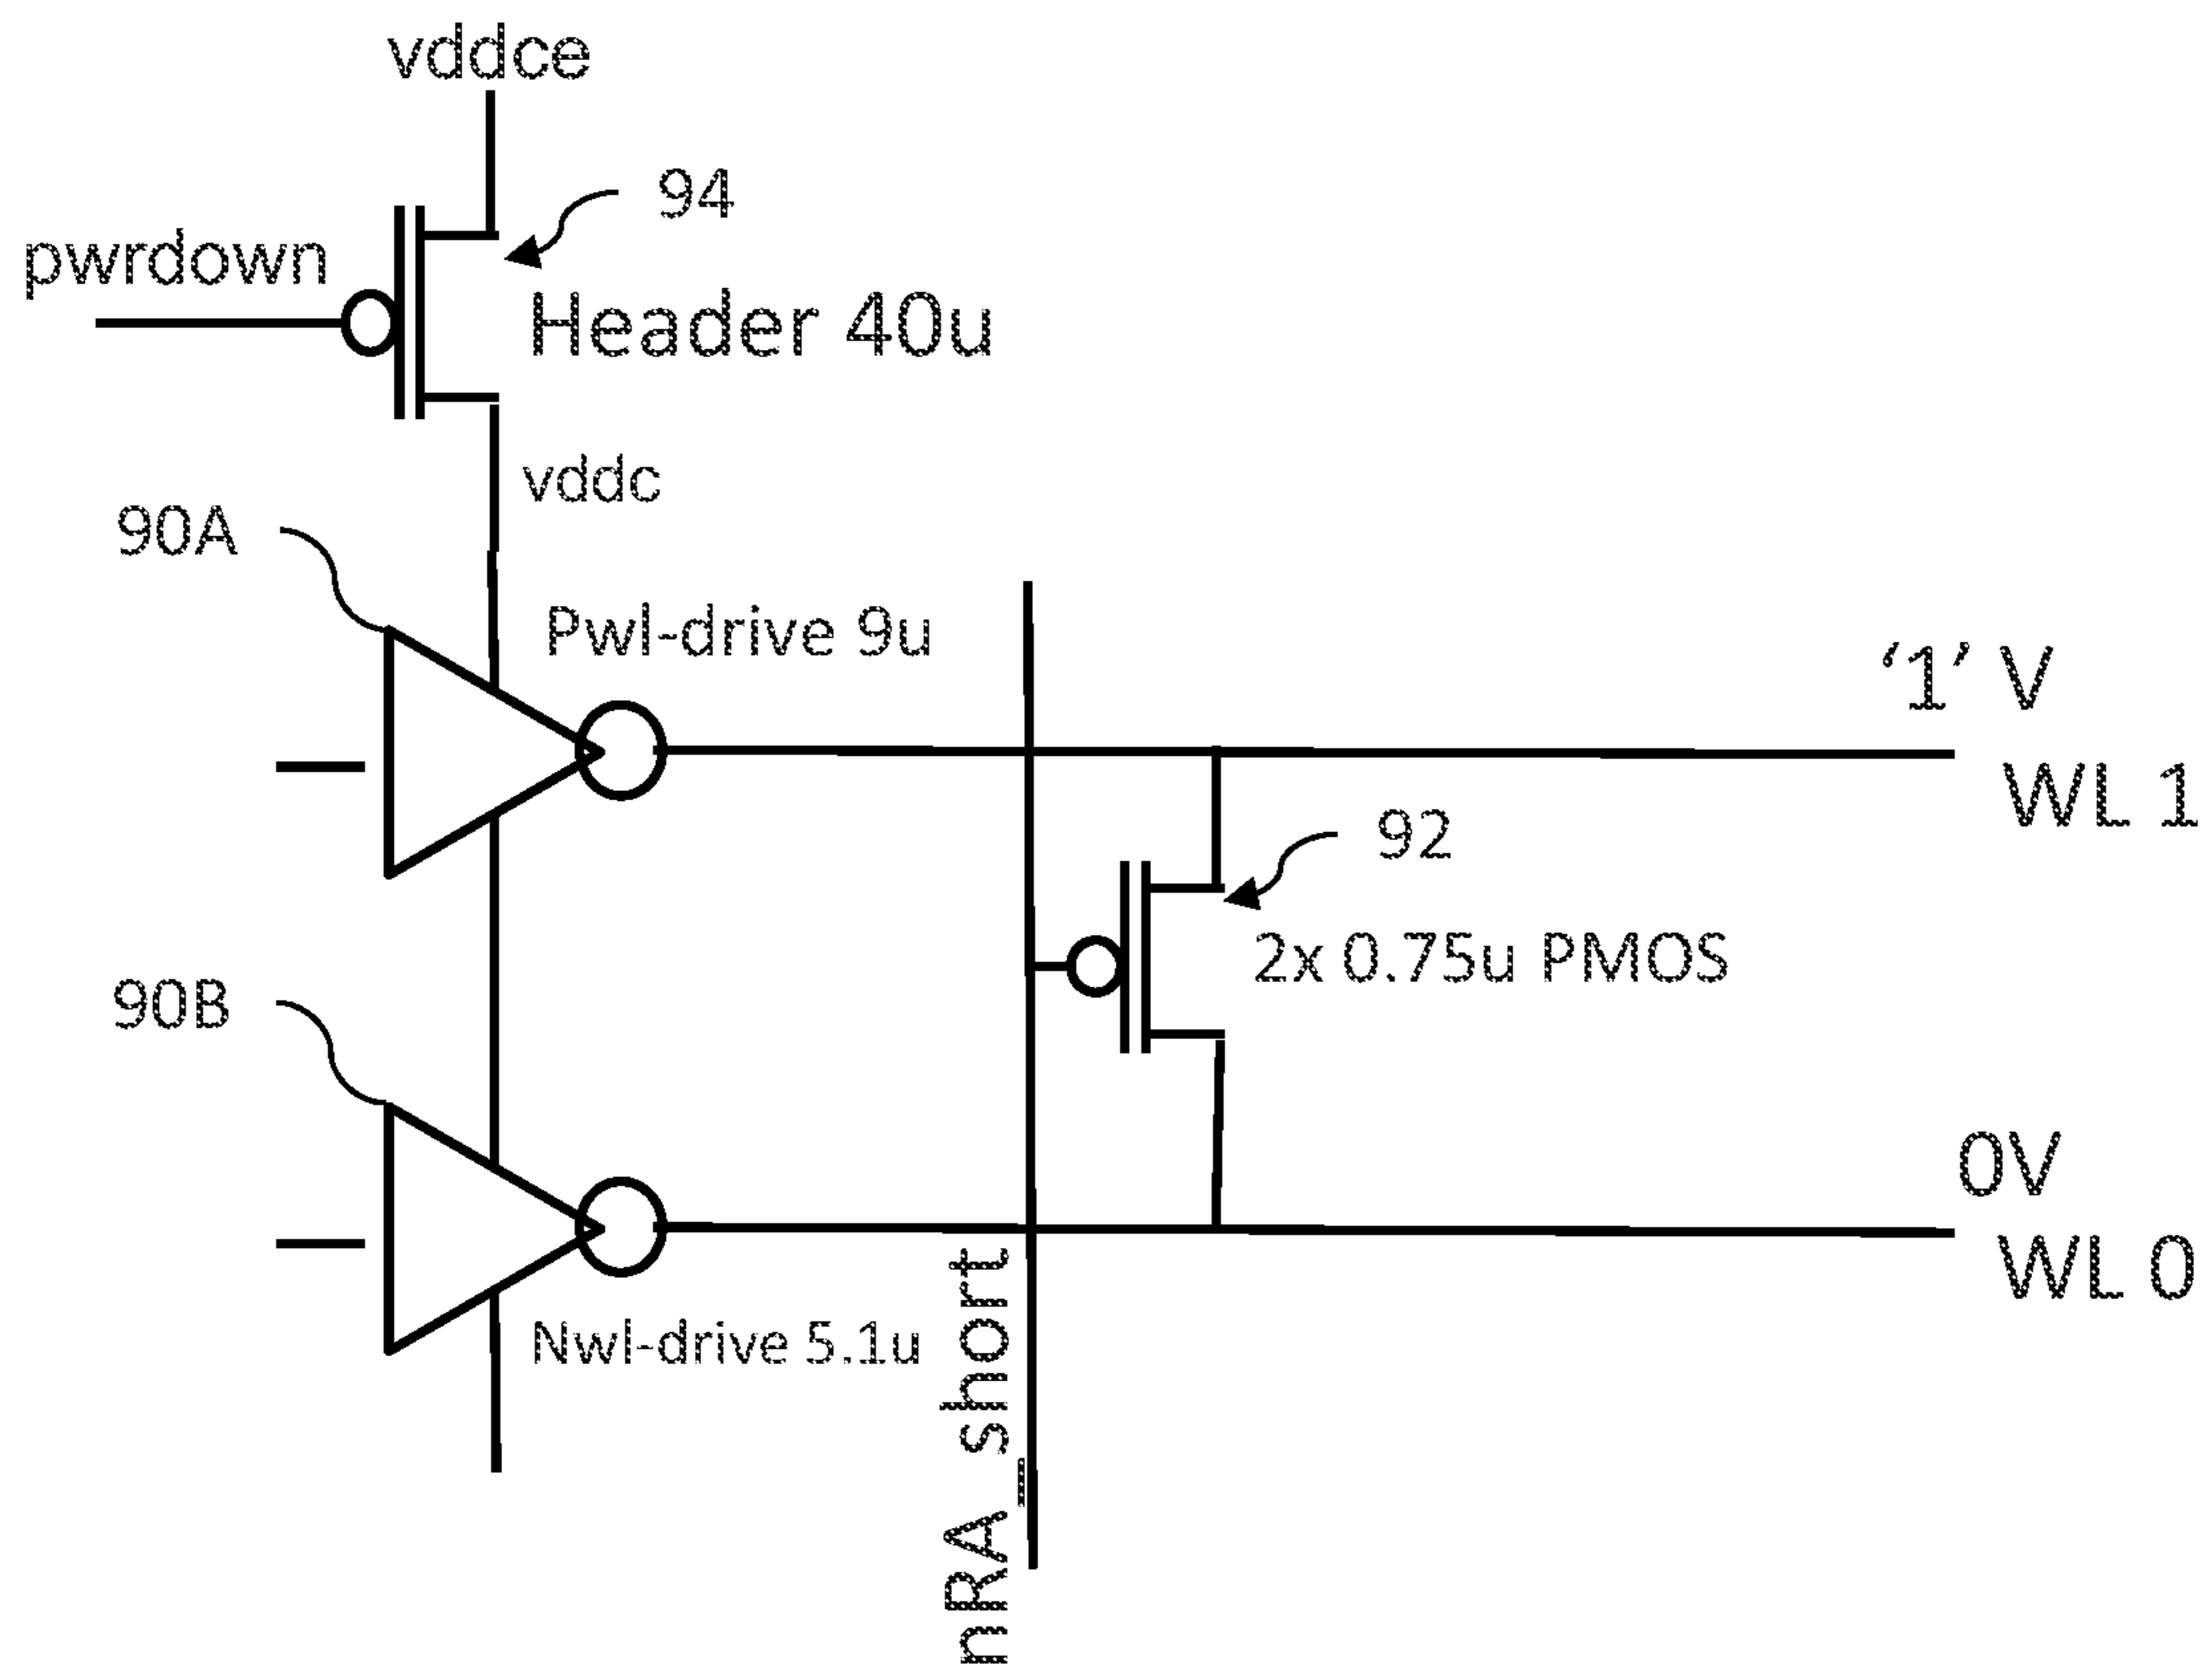 vddce
94
pwrdown
Header 40u
vddc
90A
Pwl-drive 9u
‘1’ V
WL 1
92
2x 0.75u PMOS
90B
0V
WL 0
Nwl-drive 5.1u
nRA_short